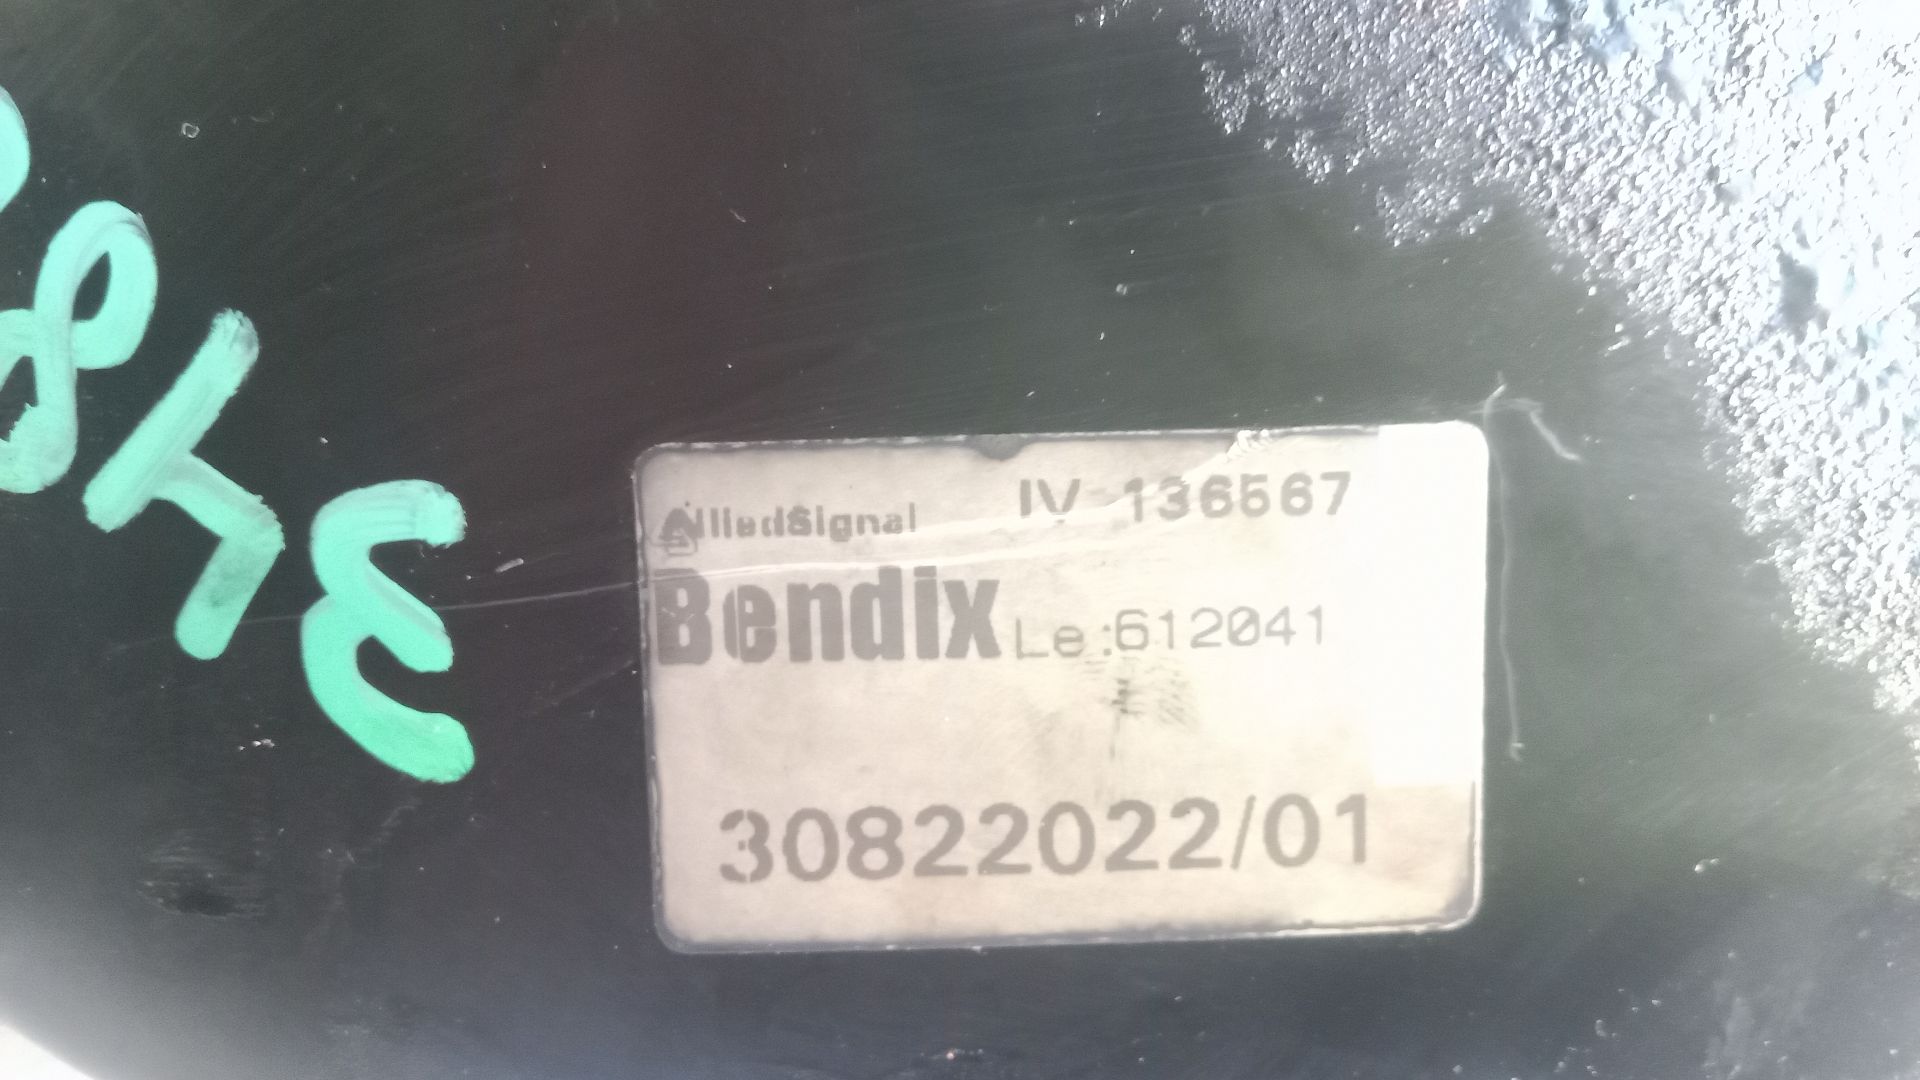 AlliedSignal IV 136567
Bendix Le:612041
30822022/01